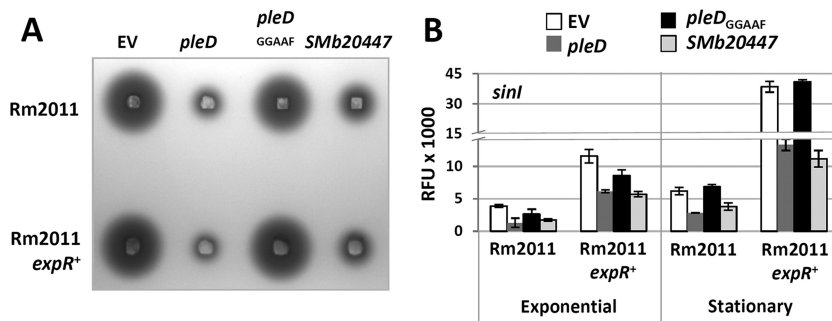 A
EV
pleD
pleD
GGAAF
SMb20447
Rm2011
Rm2011
expR+
B
EV
pleD
pleDGGAAF
SMb20447
sinI
RFU x 1000
45
30
15
10
5
0
Rm2011
Rm2011
expR+
Rm2011
Rm2011
expR+
Exponential
Stationary